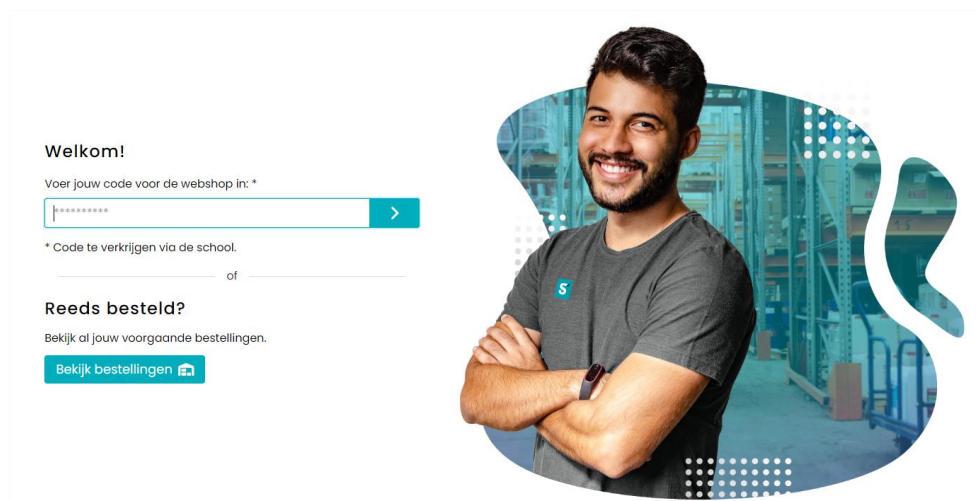 Welkom!
Voer jouw code voor de webshop in: *
**********
* Code te verkrijgen via de school.
of
Reeds besteld?
Bekijk al jouw voorgaande bestellingen.
Bekijk bestellingen
S
15